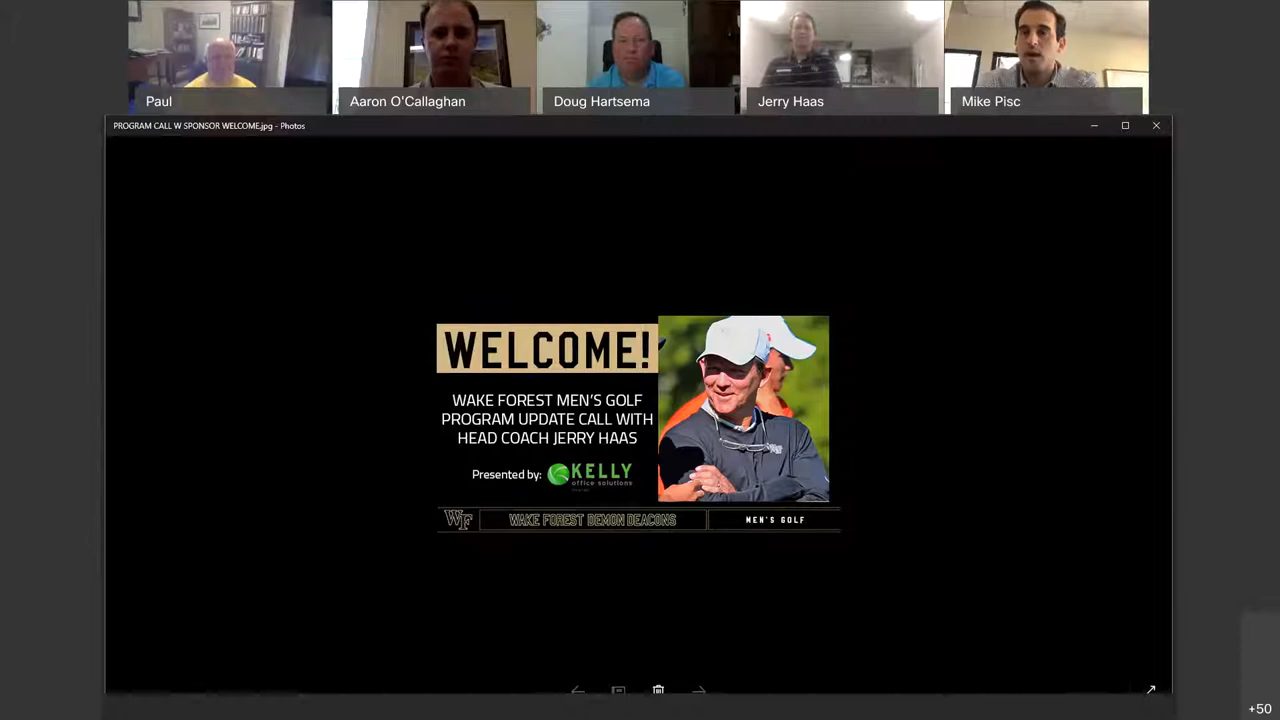 Paul
Aaron O'Callaghan
Doug Hartsema
Jerry Haas
Mike Pisc
PROGRAM CALL W SPONSOR WELCOME.jpg - Photos
WELCOME!
WAKE FOREST MEN'S GOLF
PROGRAM UPDATE CALL WITH
HEAD COACH JERRY HAAS
Presented by: KELLY
office solutions
WF WAKE FOREST DEMON DEACONS MEN'S GOLF
+50